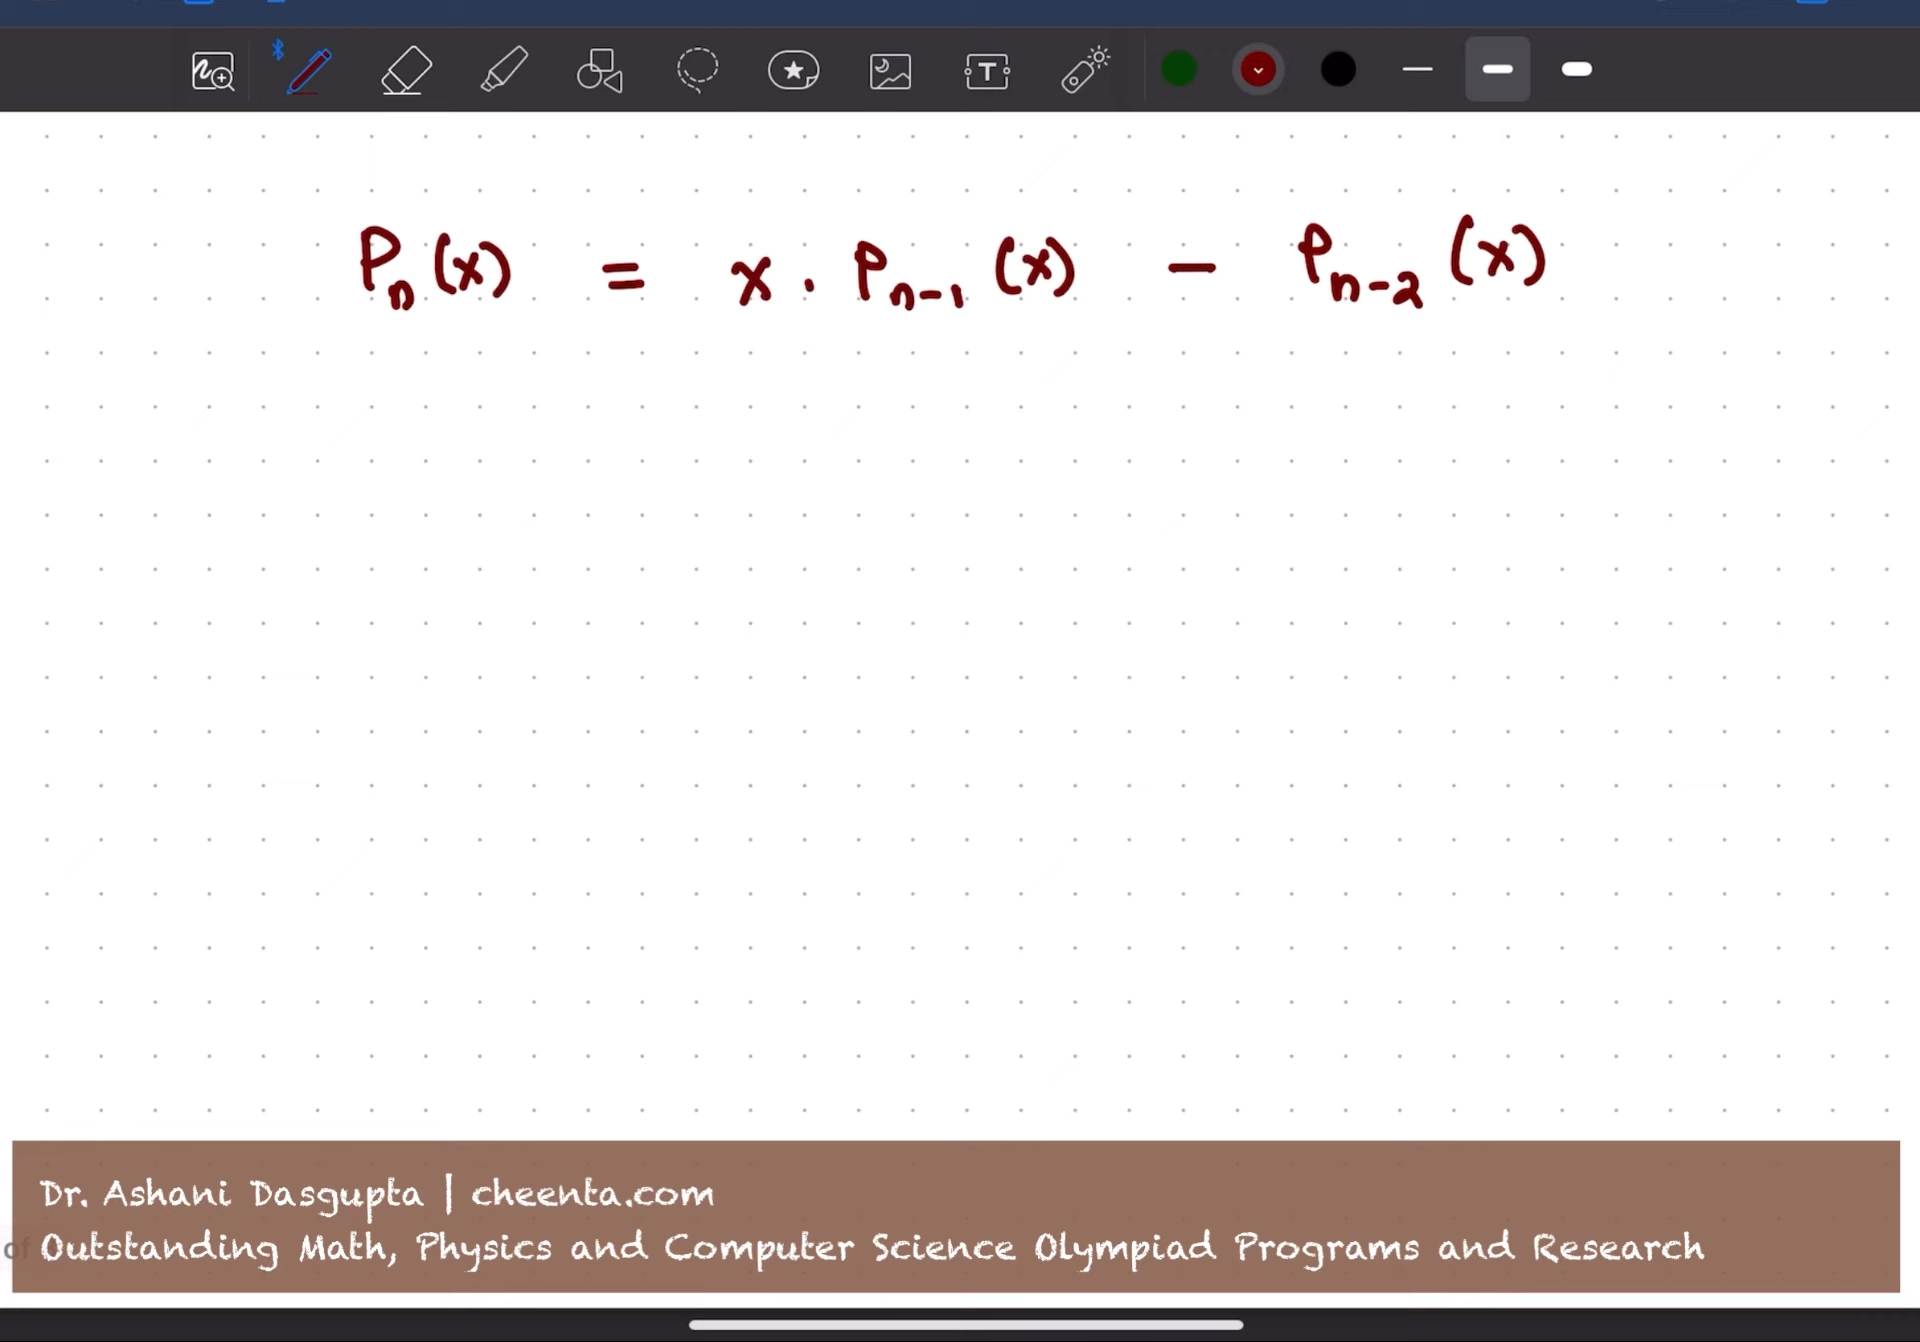 Pₙ(x) = x · Pₙ₋₁(x) − Pₙ₋₂(x)
Dr. Ashani Dasgupta | cheenta.com
of Outstanding Math, Physics and Computer Science Olympiad Programs and Research